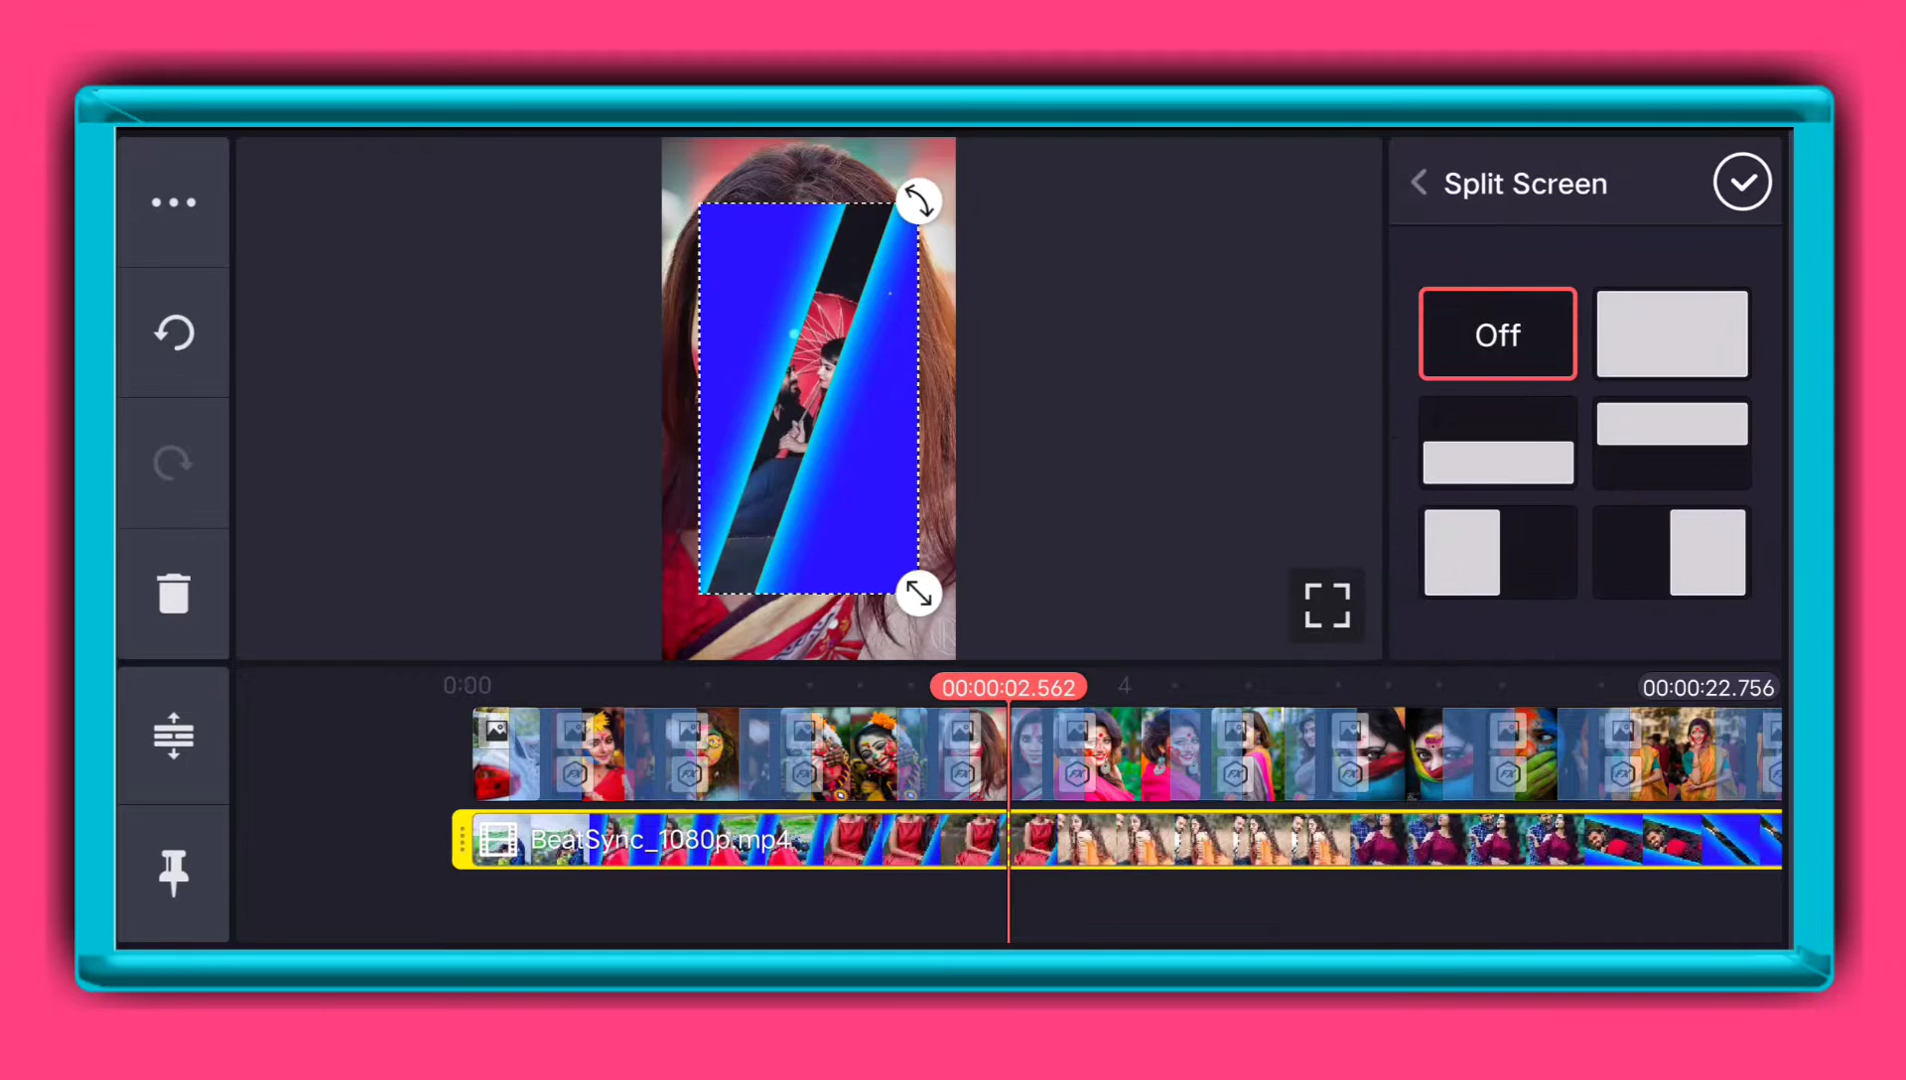 Split Screen
Off
0:00
00:00:02.562
4
00:00:22.756
BeatSync_1080p.mp4